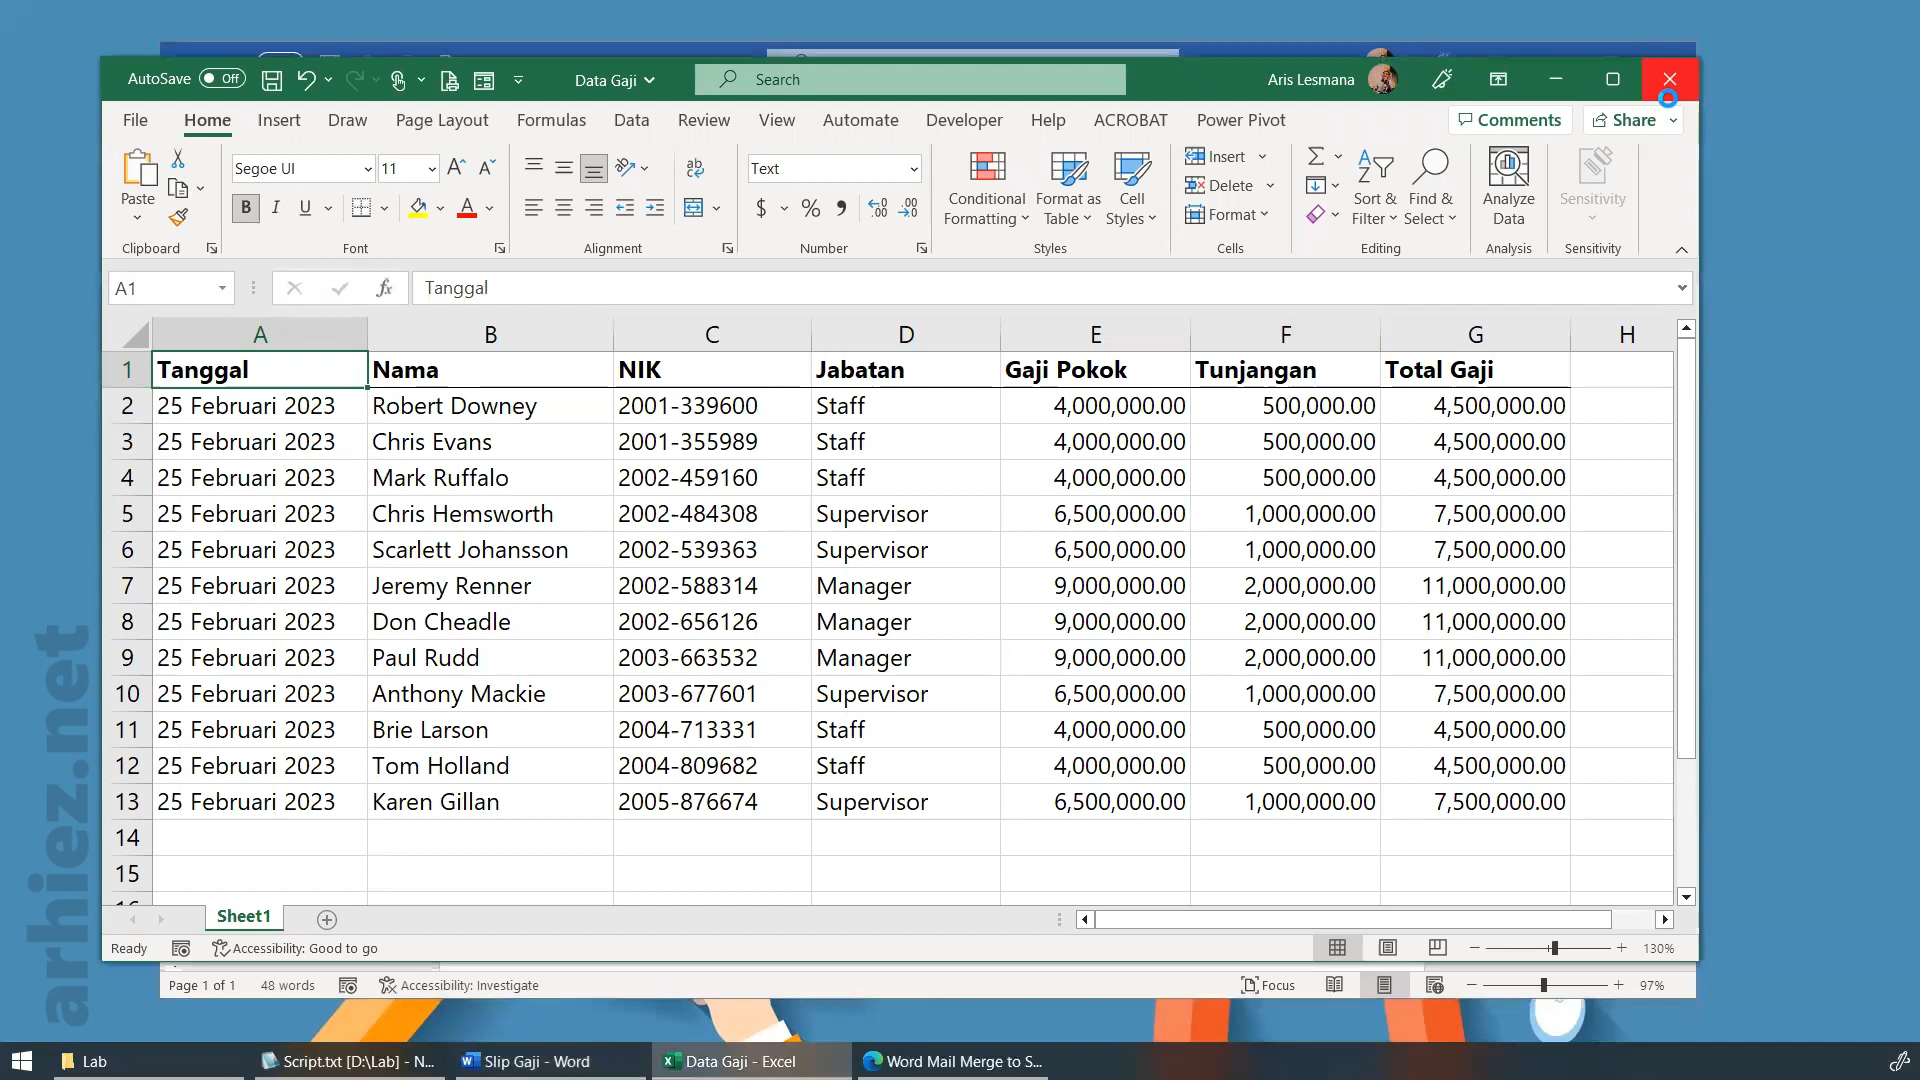 AutoSave Off Data Gaji Search Aris Lesmana
File Home Insert Draw Page Layout Formulas Data Review View Automate Developer Help ACROBAT Power Pivot Comments Share
Paste
Clipboard
Segoe UI 11
B I U A
Font
ab
Alignment
Text
$ % , .00
Number
Conditional Formatting
Format as Table
Cell Styles
Styles
Insert
Delete
Format
Cells
Sort & Filter
Find & Select
Editing
Analyze Data
Analysis
Sensitivity
Sensitivity
A1 fx Tanggal
A B C D E F G H
1 Tanggal Nama NIK Jabatan Gaji Pokok Tunjangan Total Gaji
2 25 Februari 2023 Robert Downey 2001-339600 Staff 4,000,000.00 500,000.00 4,500,000.00
3 25 Februari 2023 Chris Evans 2001-355989 Staff 4,000,000.00 500,000.00 4,500,000.00
4 25 Februari 2023 Mark Ruffalo 2002-459160 Staff 4,000,000.00 500,000.00 4,500,000.00
5 25 Februari 2023 Chris Hemsworth 2002-484308 Supervisor 6,500,000.00 1,000,000.00 7,500,000.00
6 25 Februari 2023 Scarlett Johansson 2002-539363 Supervisor 6,500,000.00 1,000,000.00 7,500,000.00
7 25 Februari 2023 Jeremy Renner 2002-588314 Manager 9,000,000.00 2,000,000.00 11,000,000.00
8 25 Februari 2023 Don Cheadle 2002-656126 Manager 9,000,000.00 2,000,000.00 11,000,000.00
9 25 Februari 2023 Paul Rudd 2003-663532 Manager 9,000,000.00 2,000,000.00 11,000,000.00
10 25 Februari 2023 Anthony Mackie 2003-677601 Supervisor 6,500,000.00 1,000,000.00 7,500,000.00
11 25 Februari 2023 Brie Larson 2004-713331 Staff 4,000,000.00 500,000.00 4,500,000.00
12 25 Februari 2023 Tom Holland 2004-809682 Staff 4,000,000.00 500,000.00 4,500,000.00
13 25 Februari 2023 Karen Gillan 2005-876674 Supervisor 6,500,000.00 1,000,000.00 7,500,000.00
14
15
Sheet1
Ready Accessibility: Good to go 130%
Page 1 of 1 48 words Accessibility: Investigate Focus 97%
Lab Script.txt [D:\Lab] - N... Slip Gaji - Word Data Gaji - Excel Word Mail Merge to S...
arhiez.net